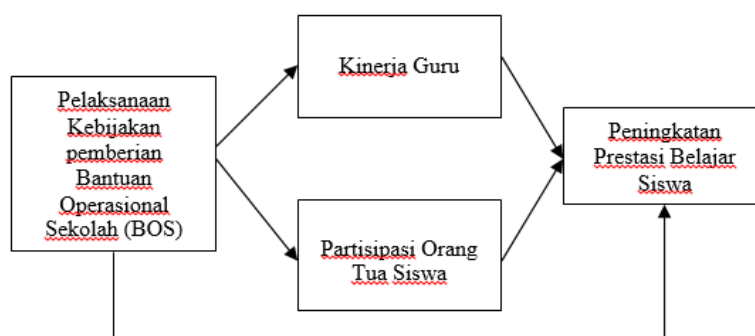 Pelaksanaan
Kebijakan
pemberian
Bantuan
Operasional
Sekolah (BOS)
Kinerja Guru
Partisipasi Orang
Tua Siswa
Peningkatan
Prestasi Belajar
Siswa